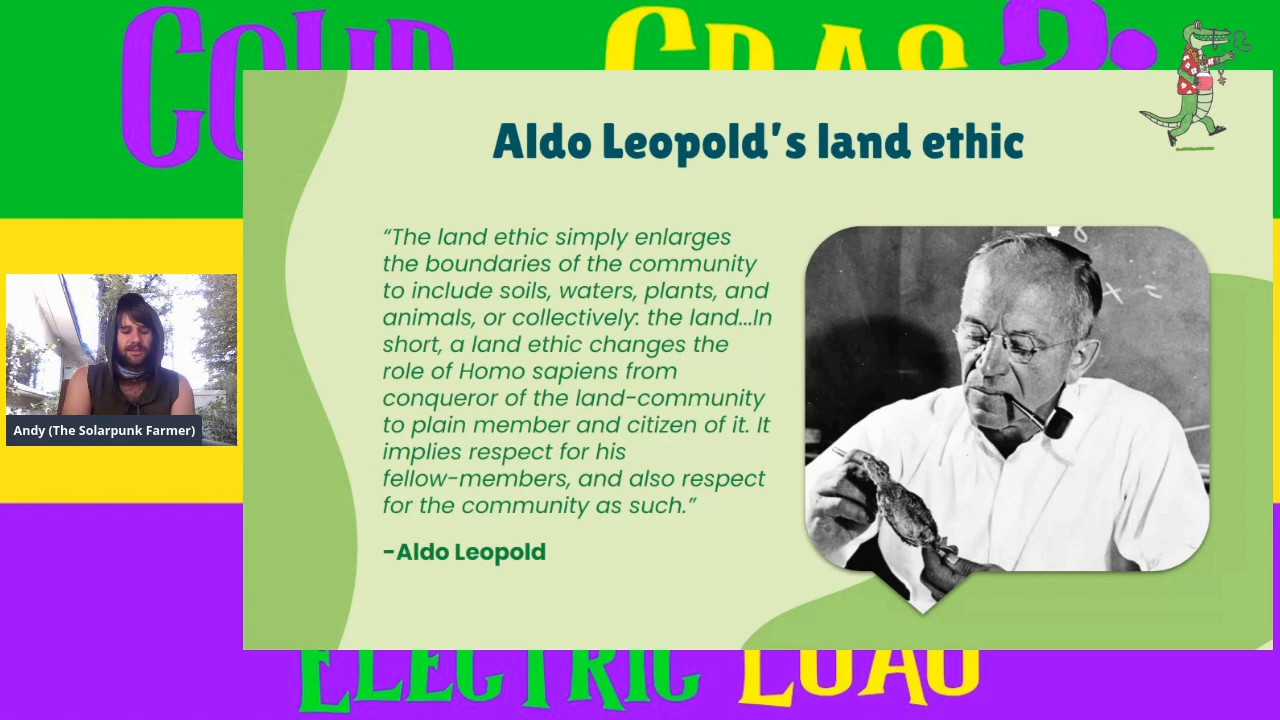 Aldo Leopold's land ethic
“The land ethic simply enlarges
the boundaries of the community
to include soils, waters, plants, and
animals, or collectively: the land...In
short, a land ethic changes the
role of Homo sapiens from
conqueror of the land-community
to plain member and citizen of it. It
implies respect for his
fellow-members, and also respect
for the community as such.”
-Aldo Leopold
Andy (The Solarpunk Farmer)
ELECTRIC LUAU